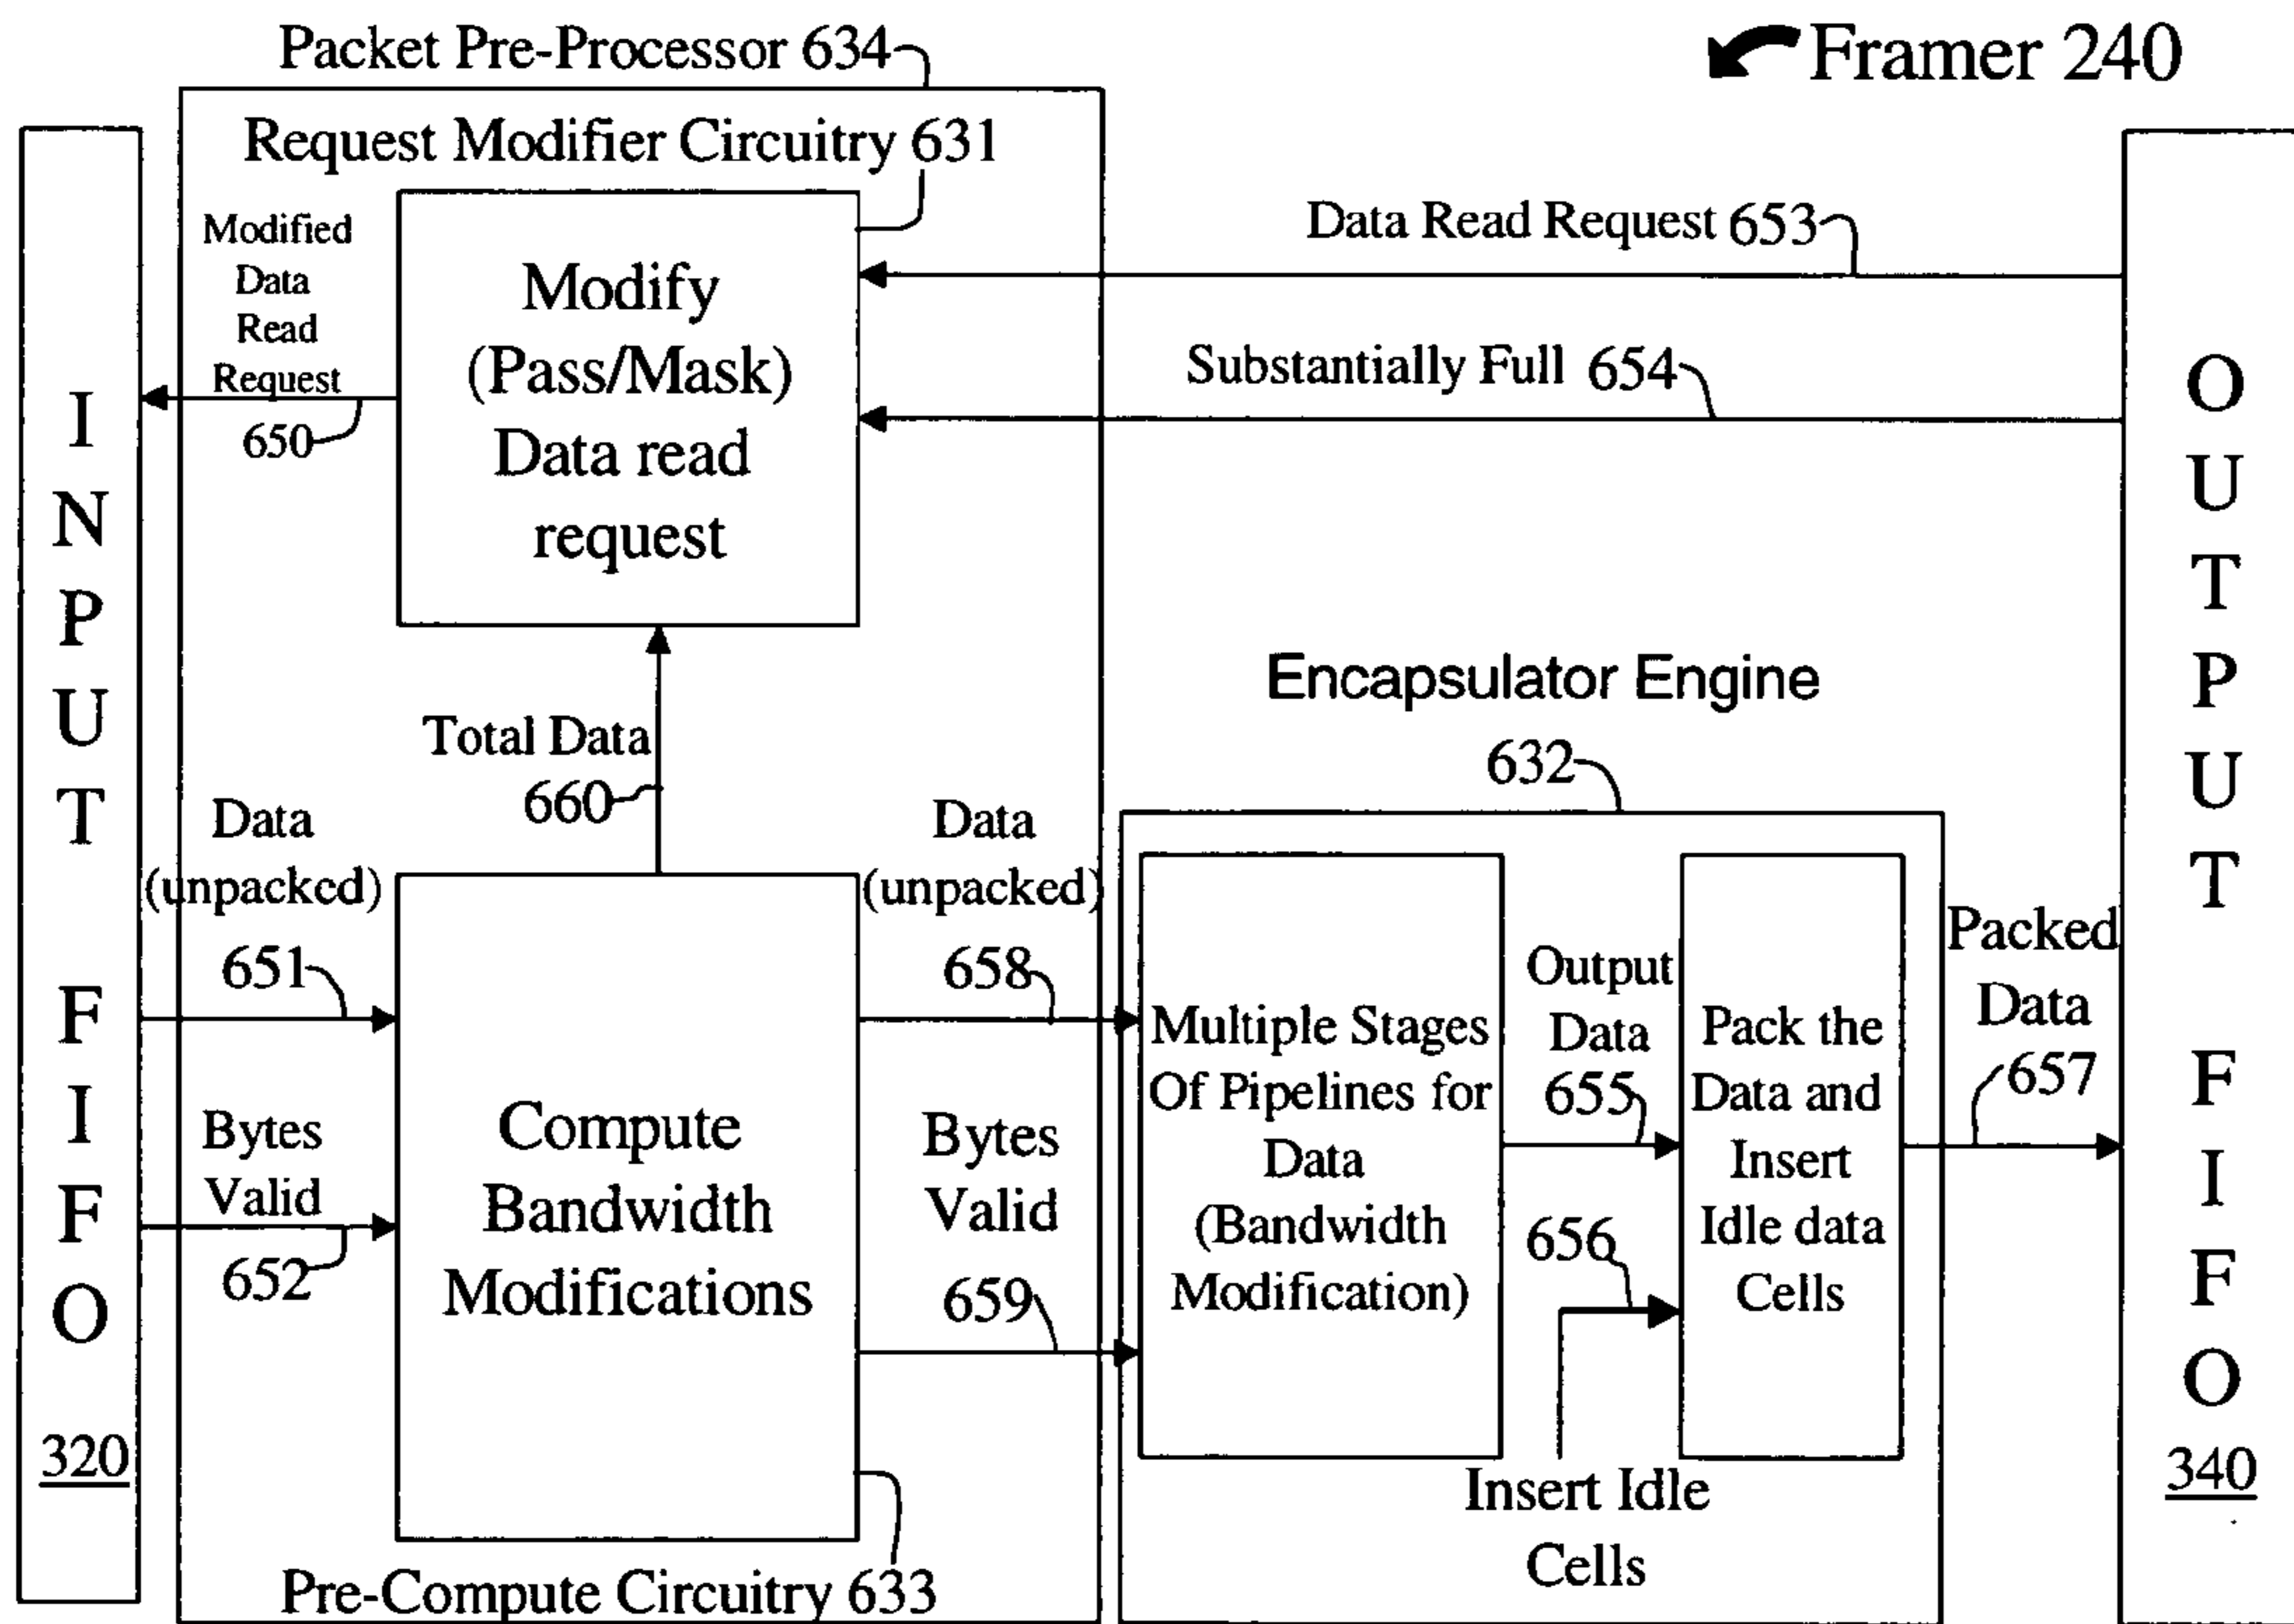 Packet Pre-Processor 634
Framer 240
Request Modifier Circuitry 631
Modified
Data
Read
Request
650
Modify
(Pass/Mask)
Data read
request
Data Read Request 653
Substantially Full 654
INPUT FIFO
320
OUTPUT FIFO
340
Total Data
660
Data
(unpacked)
651
Bytes
Valid
652
Compute
Bandwidth
Modifications
Pre-Compute Circuitry 633
Data
(unpacked)
658
Bytes
Valid
659
Encapsulator Engine
632
Multiple Stages
Of Pipelines for
Data
(Bandwidth
Modification)
Output
Data
655
656
Insert Idle
Cells
Pack the
Data and
Insert
Idle data
Cells
Packed
Data
657